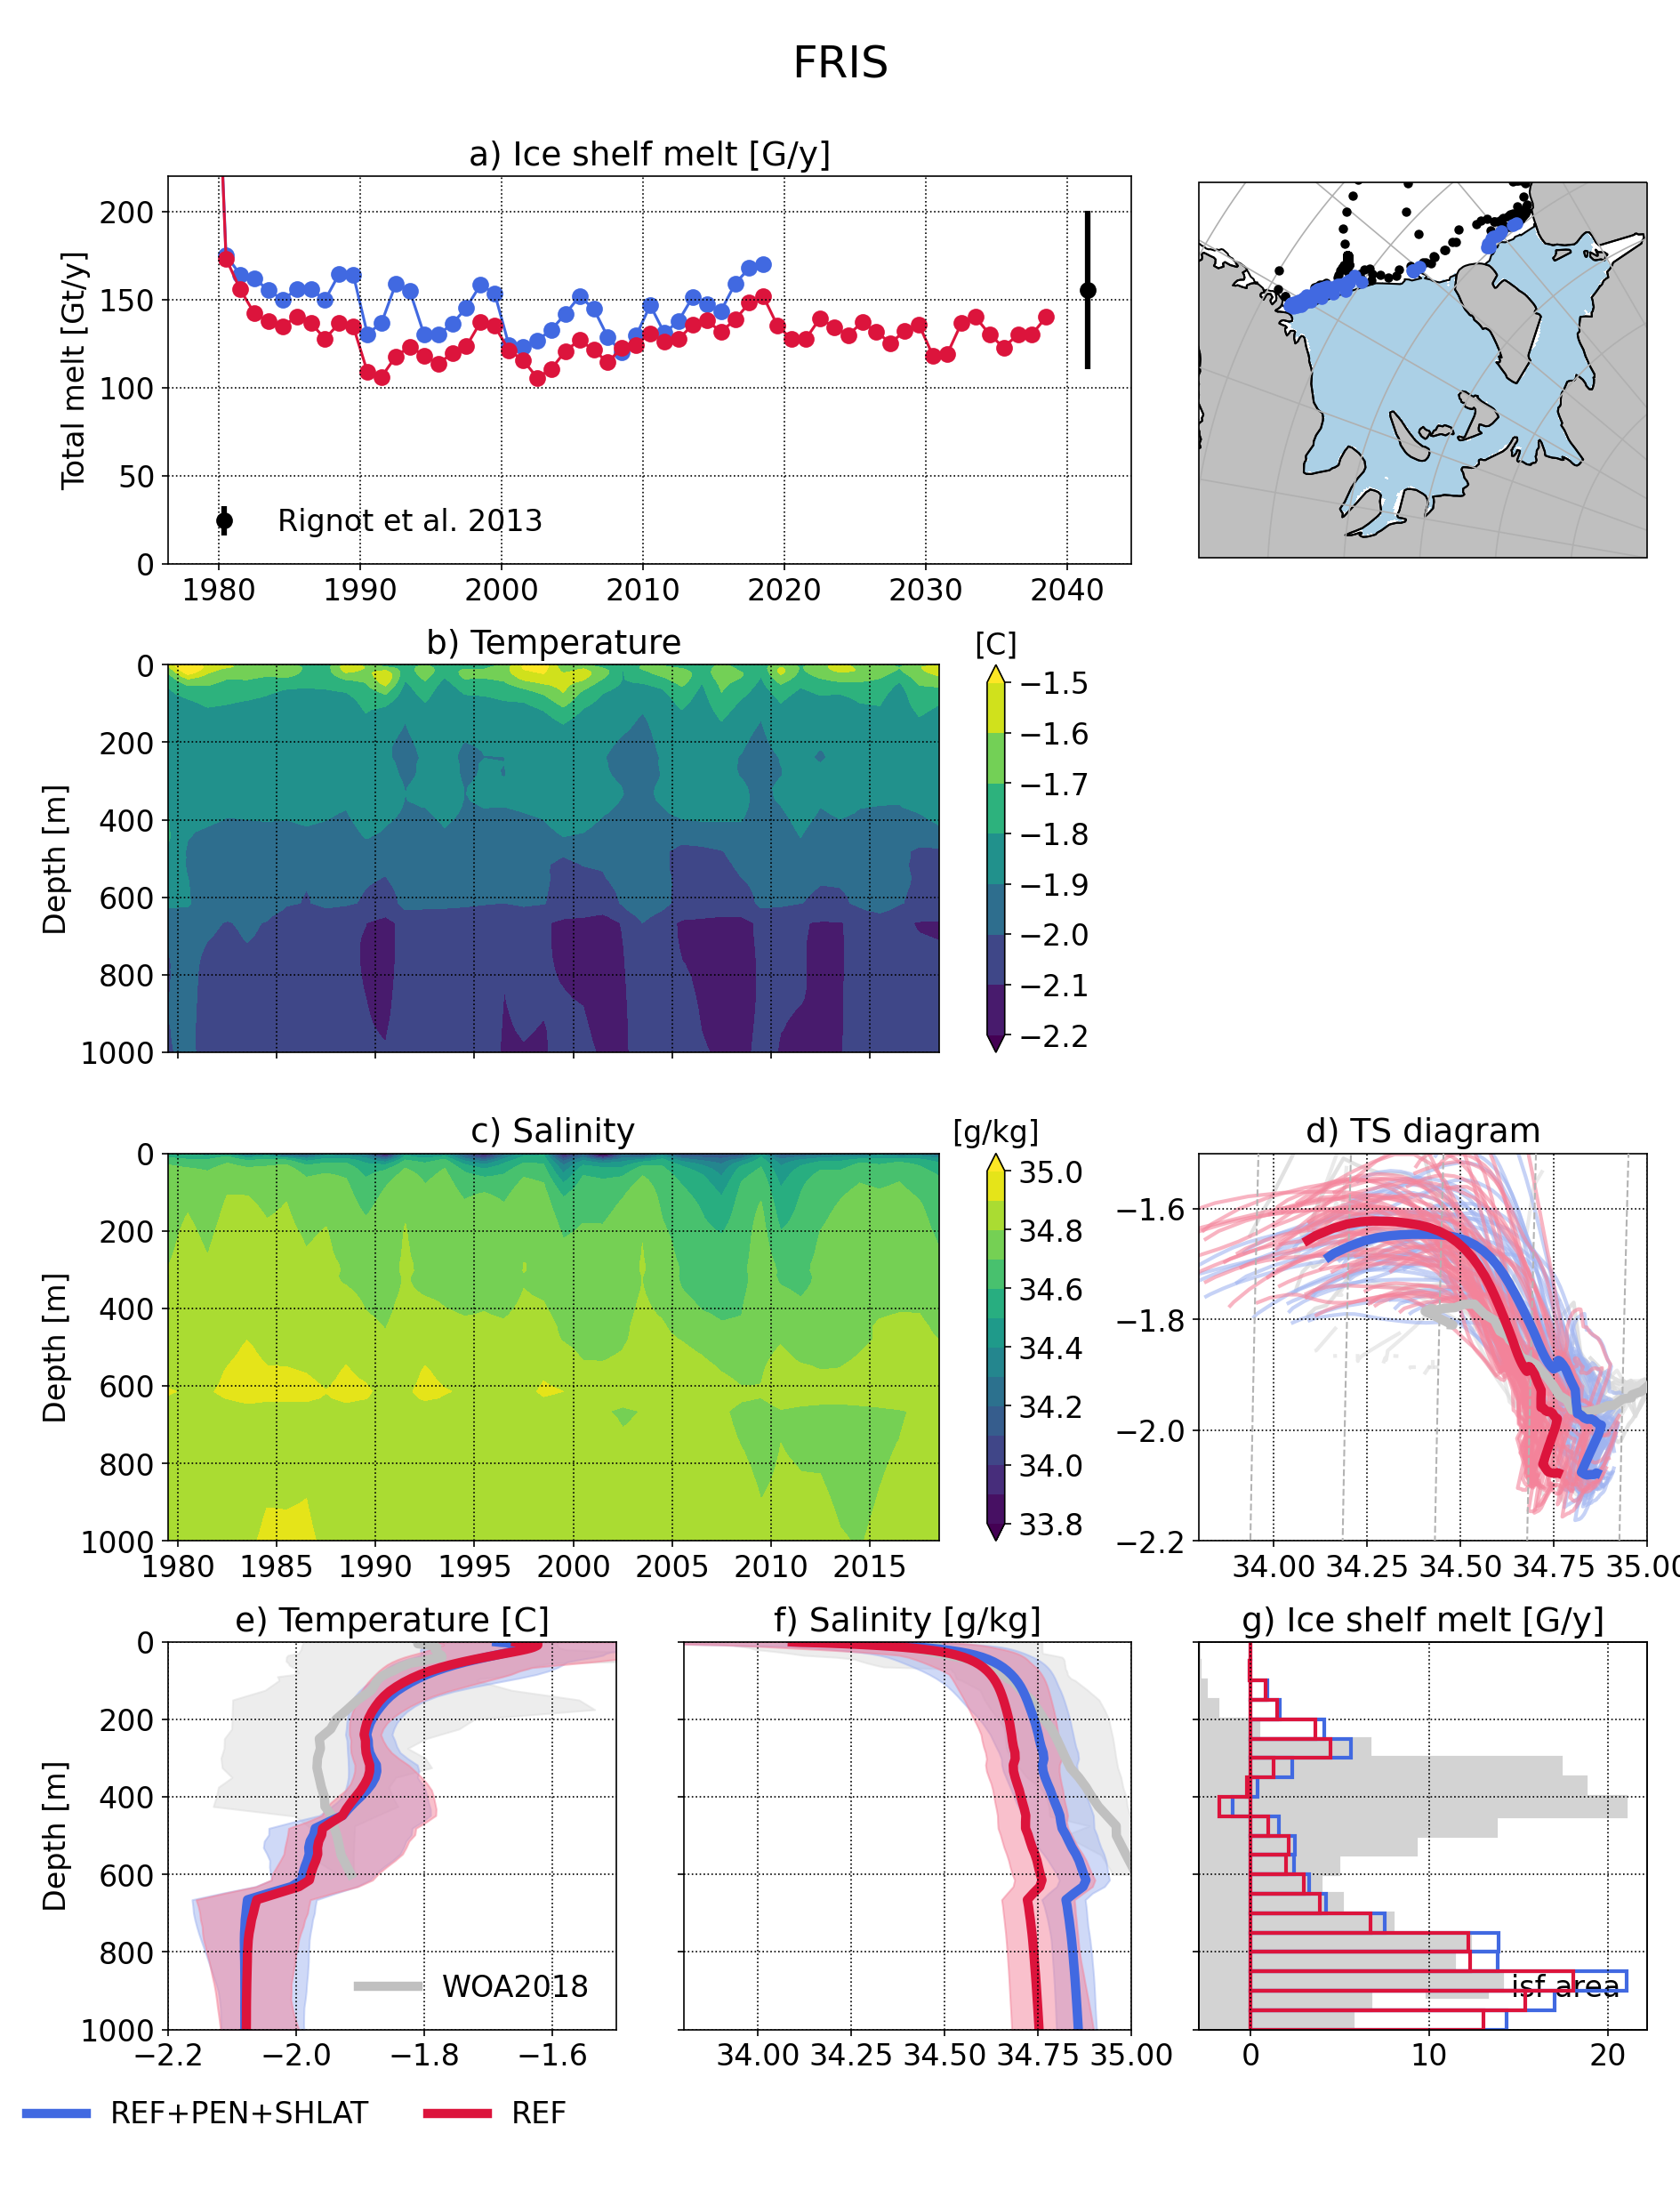 FRIS
a) Ice shelf melt [G/y]
Total melt [Gt/y]
200
150
100
50
0
Rignot et al. 2013
1980 1990 2000 2010 2020 2030 2040
b) Temperature
[C]
Depth [m]
0
200
400
600
800
1000
−1.5
−1.6
−1.7
−1.8
−1.9
−2.0
−2.1
−2.2
c) Salinity
[g/kg]
Depth [m]
0
200
400
600
800
1000
1980 1985 1990 1995 2000 2005 2010 2015
35.0
34.8
34.6
34.4
34.2
34.0
33.8
d) TS diagram
−1.6
−1.8
−2.0
−2.2
34.00 34.25 34.50 34.75 35.00
e) Temperature [C]
Depth [m]
0
200
400
600
800
1000
WOA2018
−2.2 −2.0 −1.8 −1.6
f) Salinity [g/kg]
34.00 34.25 34.50 34.75 35.00
g) Ice shelf melt [G/y]
isf area
0 10 20
REF+PEN+SHLAT REF